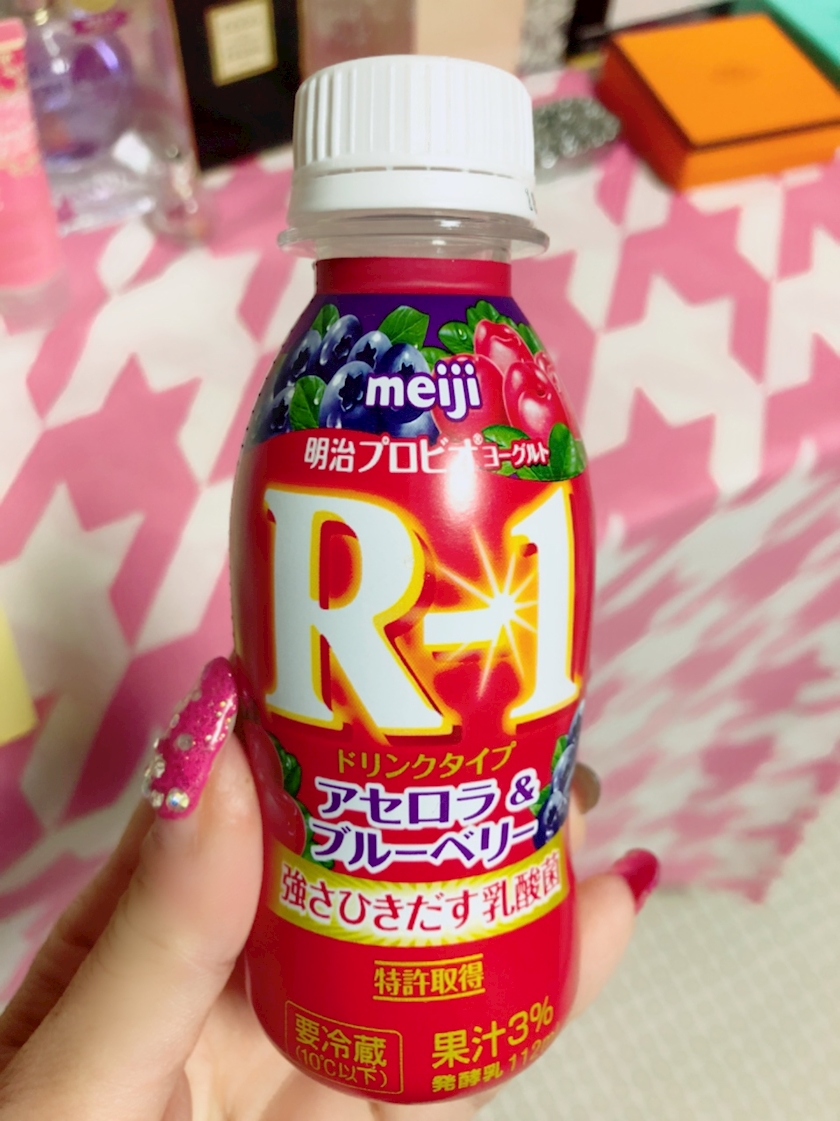 meiji
明治プロビオ®ヨーグルト
R-1
ドリンクタイプ
アセロラ&
ブルーベリー
強さひきだす乳酸菌
特許取得
要冷蔵
(10℃以下)
果汁3%
発酵乳